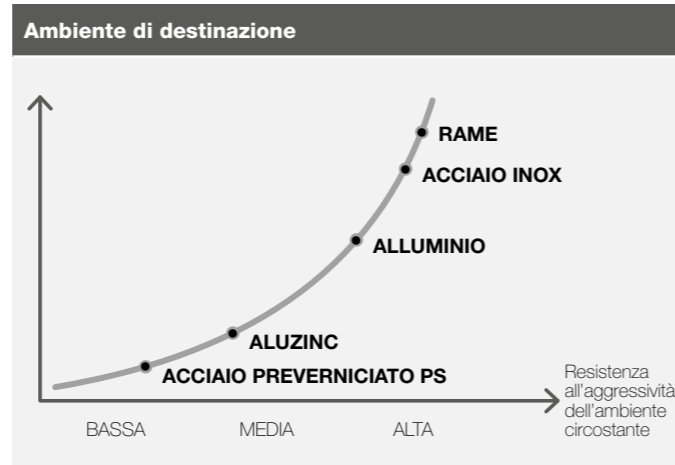 Ambiente di destinazione
RAME
ACCIAIO INOX
ALLUMINIO
ALUZINC
ACCIAIO PREVERNICIATO PS
Resistenza
all'aggressività
dell'ambiente
circostante
BASSA MEDIA ALTA